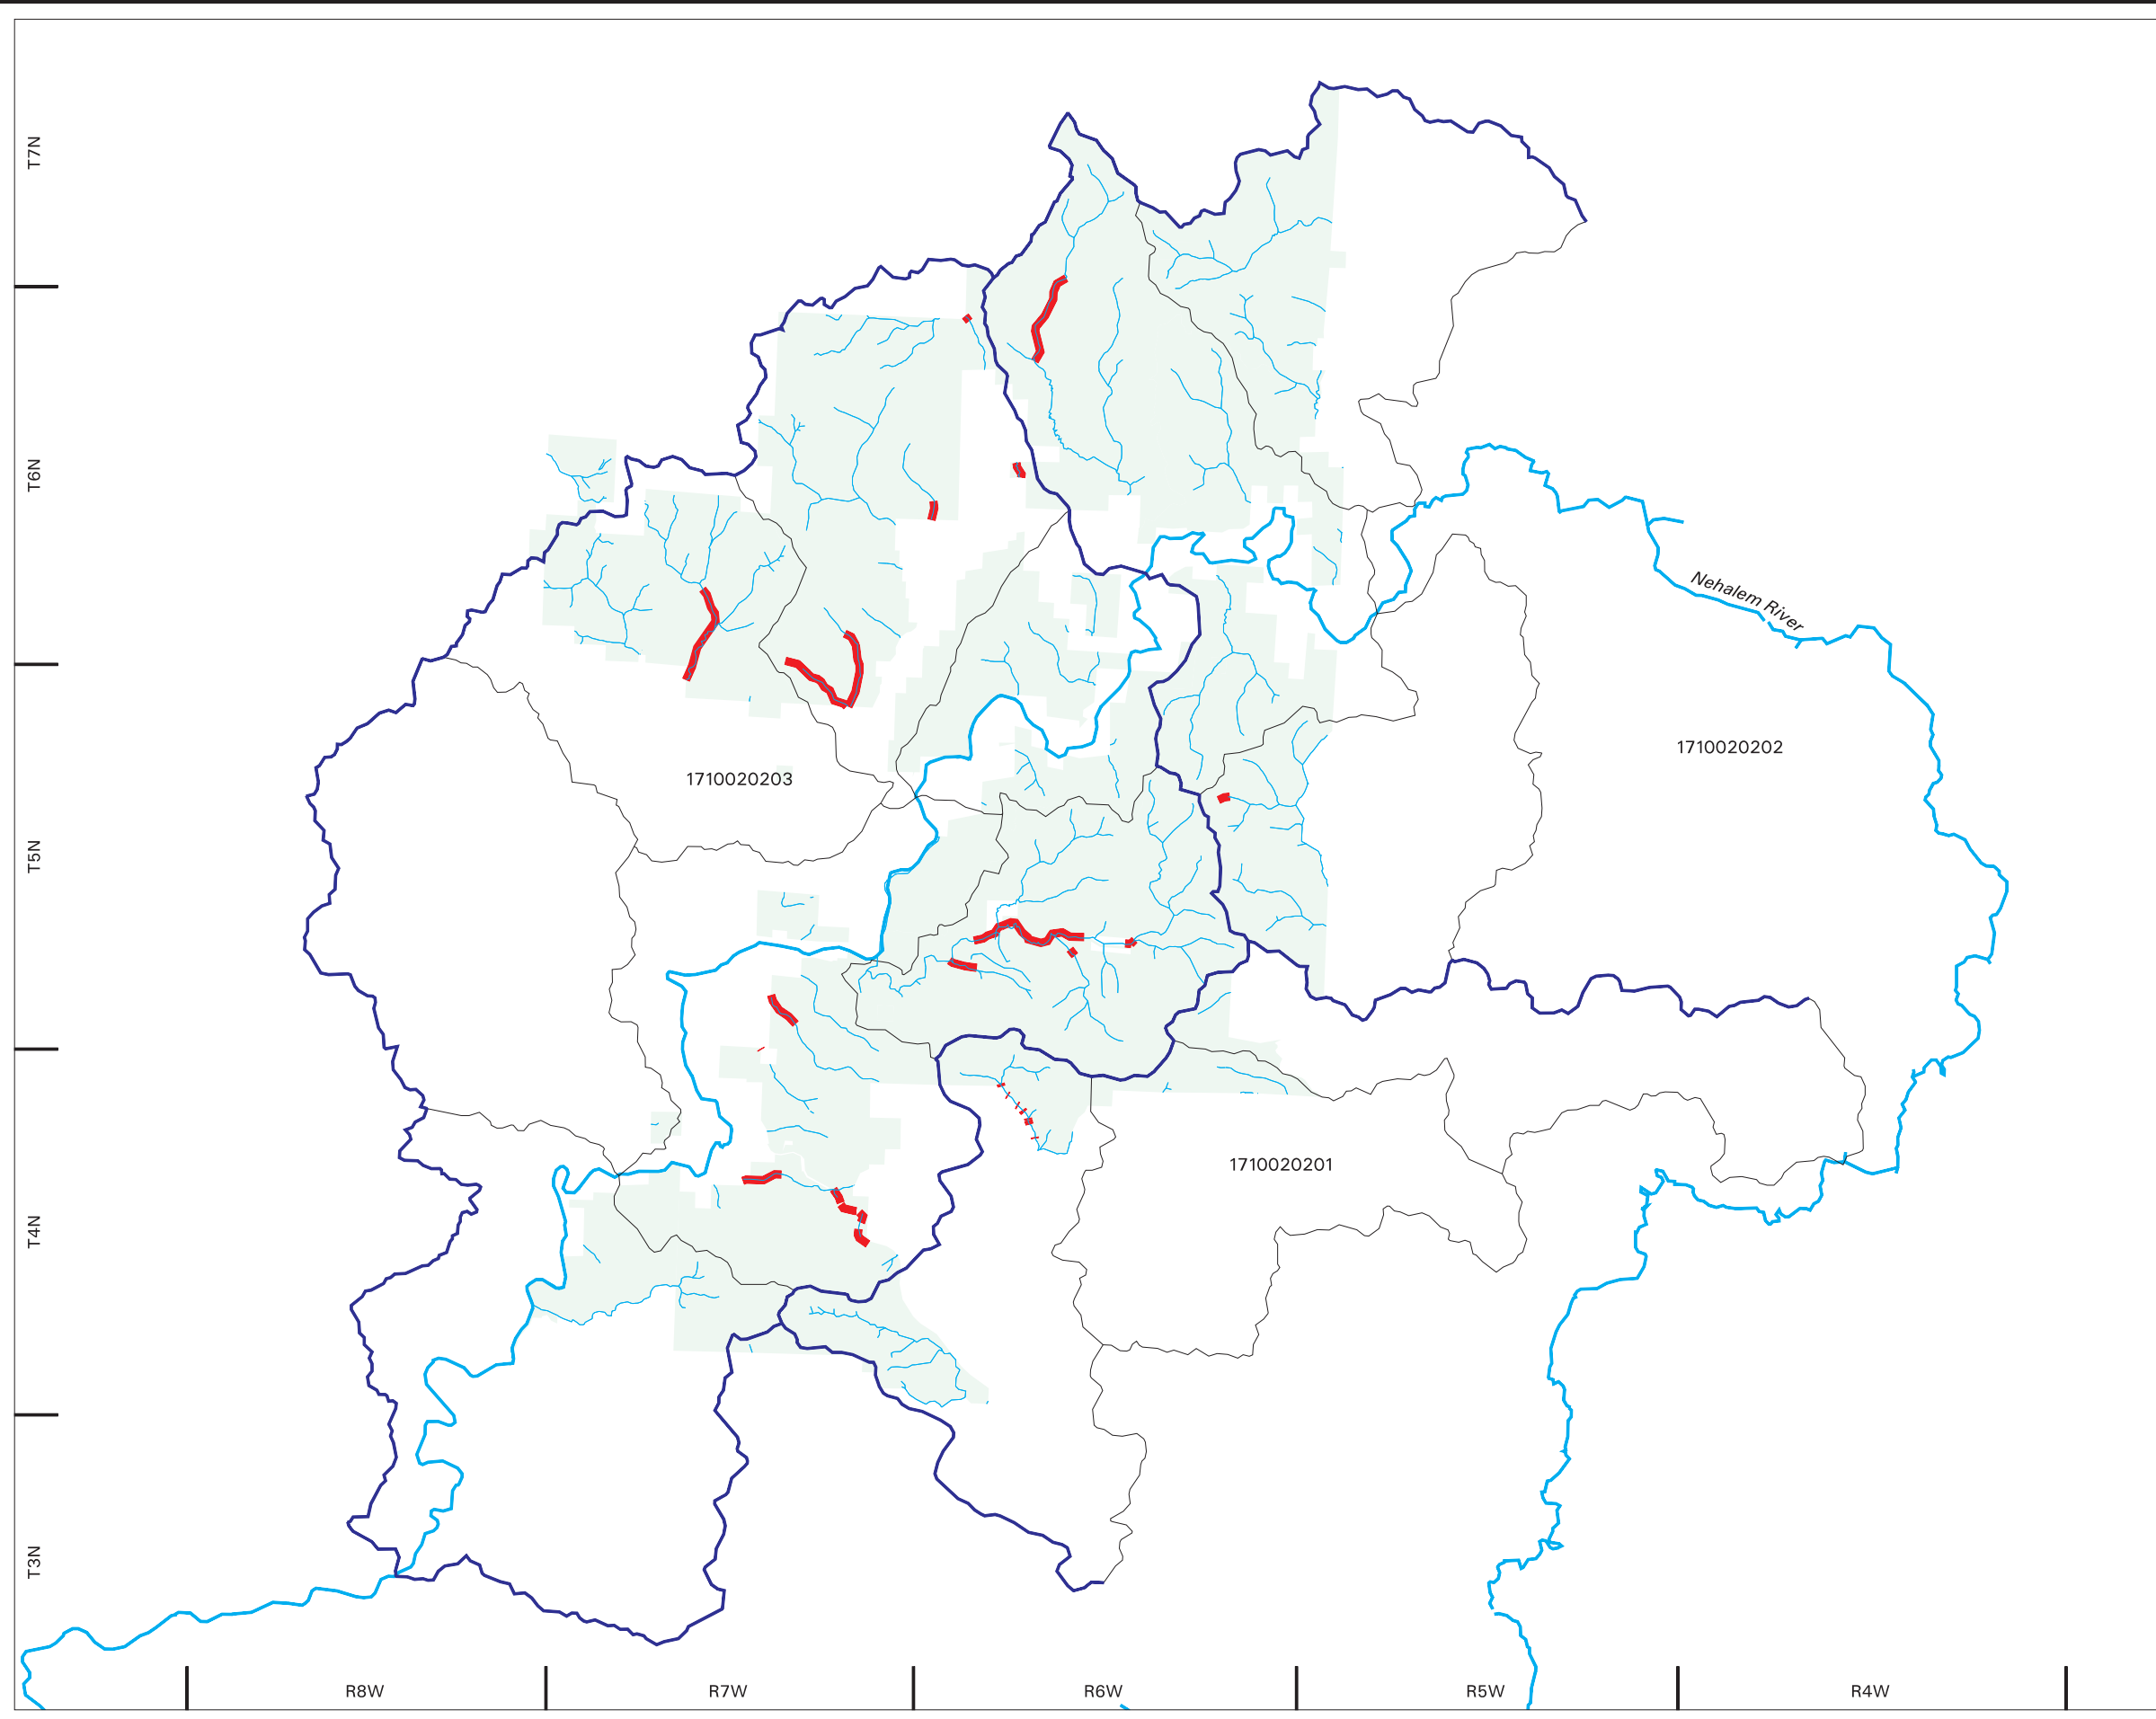 T7N
T6N
Nehalem River
1710020202
1710020203
T5N
1710020201
T4N
T3N
R8W
R7W
R6W
R5W
R4W